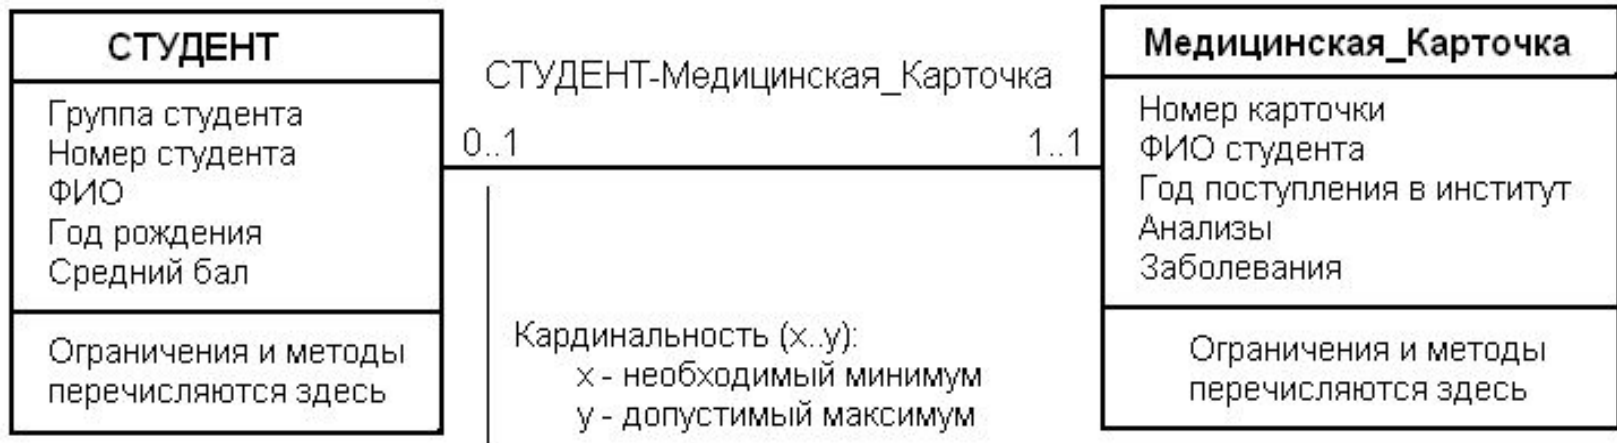 СТУДЕНТ
Группа студента
Номер студента
ФИО
Год рождения
Средний бал
Ограничения и методы
перечисляются здесь
СТУДЕНТ-Медицинская_Карточка
0..1
1..1
Кардинальность (x..y):
x - необходимый минимум
y - допустимый максимум
Медицинская_Карточка
Номер карточки
ФИО студента
Год поступления в институт
Анализы
Заболевания
Ограничения и методы
перечисляются здесь